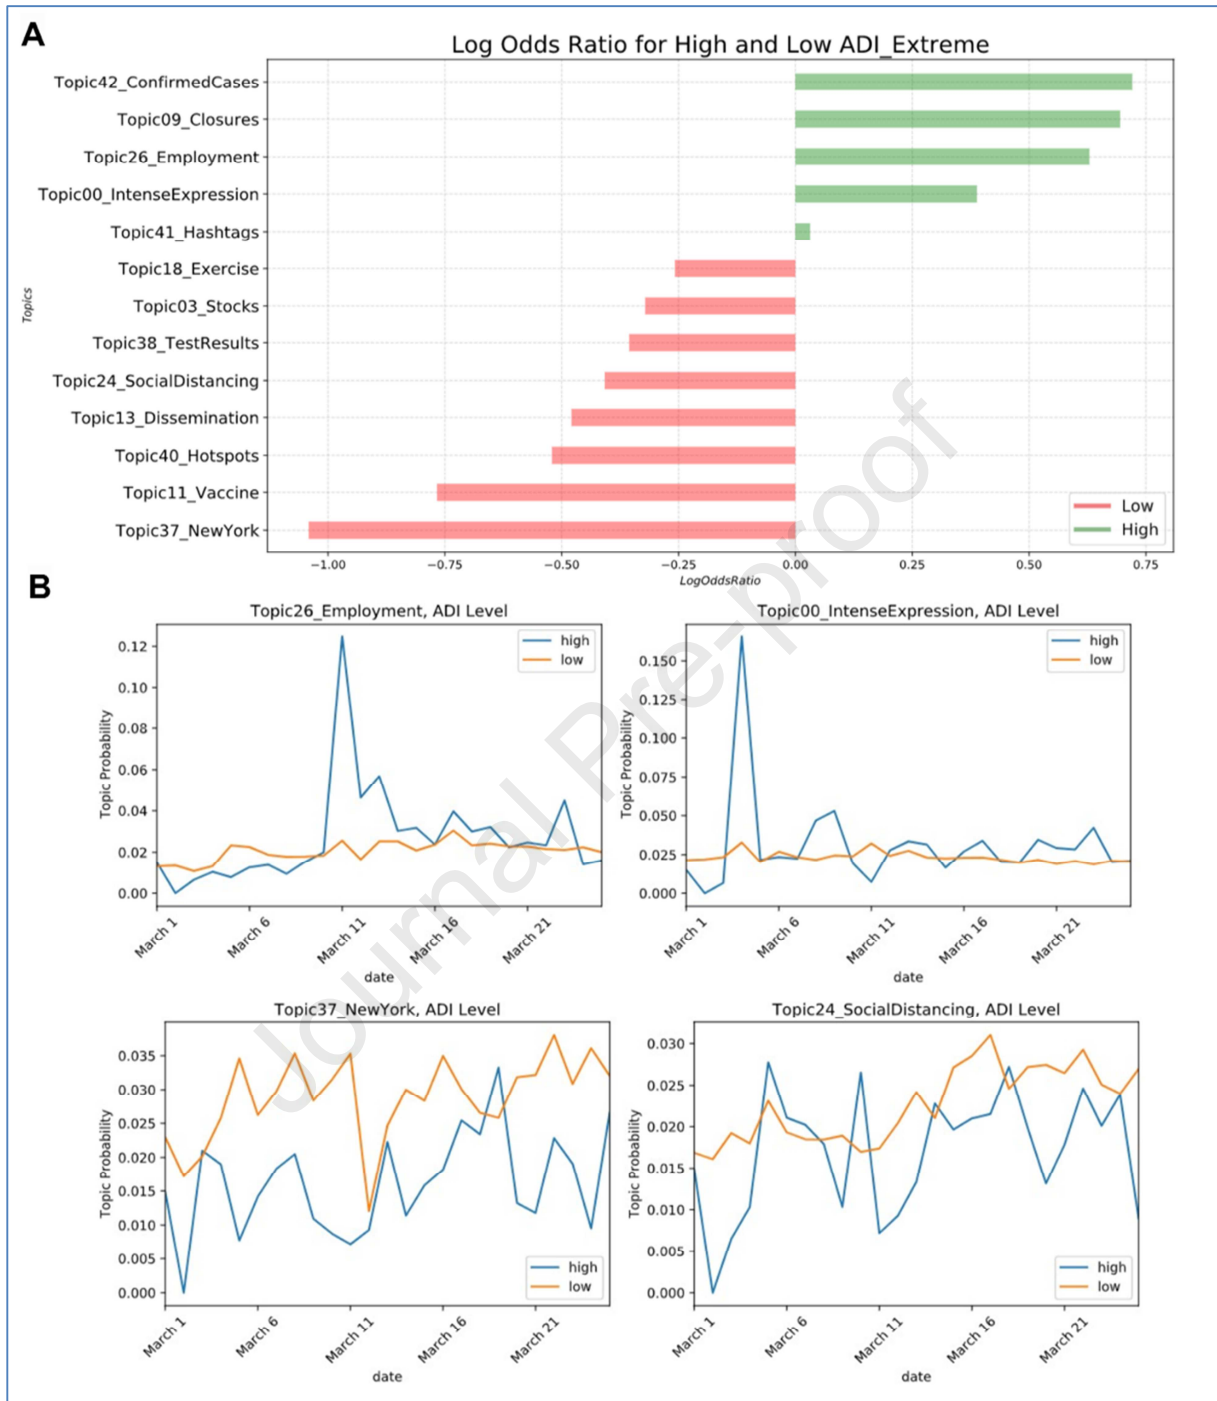 A
Log Odds Ratio for High and Low ADI_Extreme
Topics
Topic42_ConfirmedCases
Topic09_Closures
Topic26_Employment
Topic00_IntenseExpression
Topic41_Hashtags
Topic18_Exercise
Topic03_Stocks
Topic38_TestResults
Topic24_SocialDistancing
Topic13_Dissemination
Topic40_Hotspots
Topic11_Vaccine
Topic37_NewYork
Low
High
−1.00 −0.75 −0.50 −0.25 0.00 0.25 0.50 0.75
LogOddsRatio
Journal Pre-proof
B
Topic26_Employment, ADI Level
high
low
Topic Probability
0.12
0.10
0.08
0.06
0.04
0.02
0.00
March 1 March 6 March 11 March 16 March 21
date
Topic00_IntenseExpression, ADI Level
high
low
Topic Probability
0.150
0.125
0.100
0.075
0.050
0.025
0.000
March 1 March 6 March 11 March 16 March 21
date
Topic37_NewYork, ADI Level
Topic Probability
0.035
0.030
0.025
0.020
0.015
0.010
0.005
0.000
high
low
March 1 March 6 March 11 March 16 March 21
date
Topic24_SocialDistancing, ADI Level
Topic Probability
0.030
0.025
0.020
0.015
0.010
0.005
0.000
high
low
March 1 March 6 March 11 March 16 March 21
date